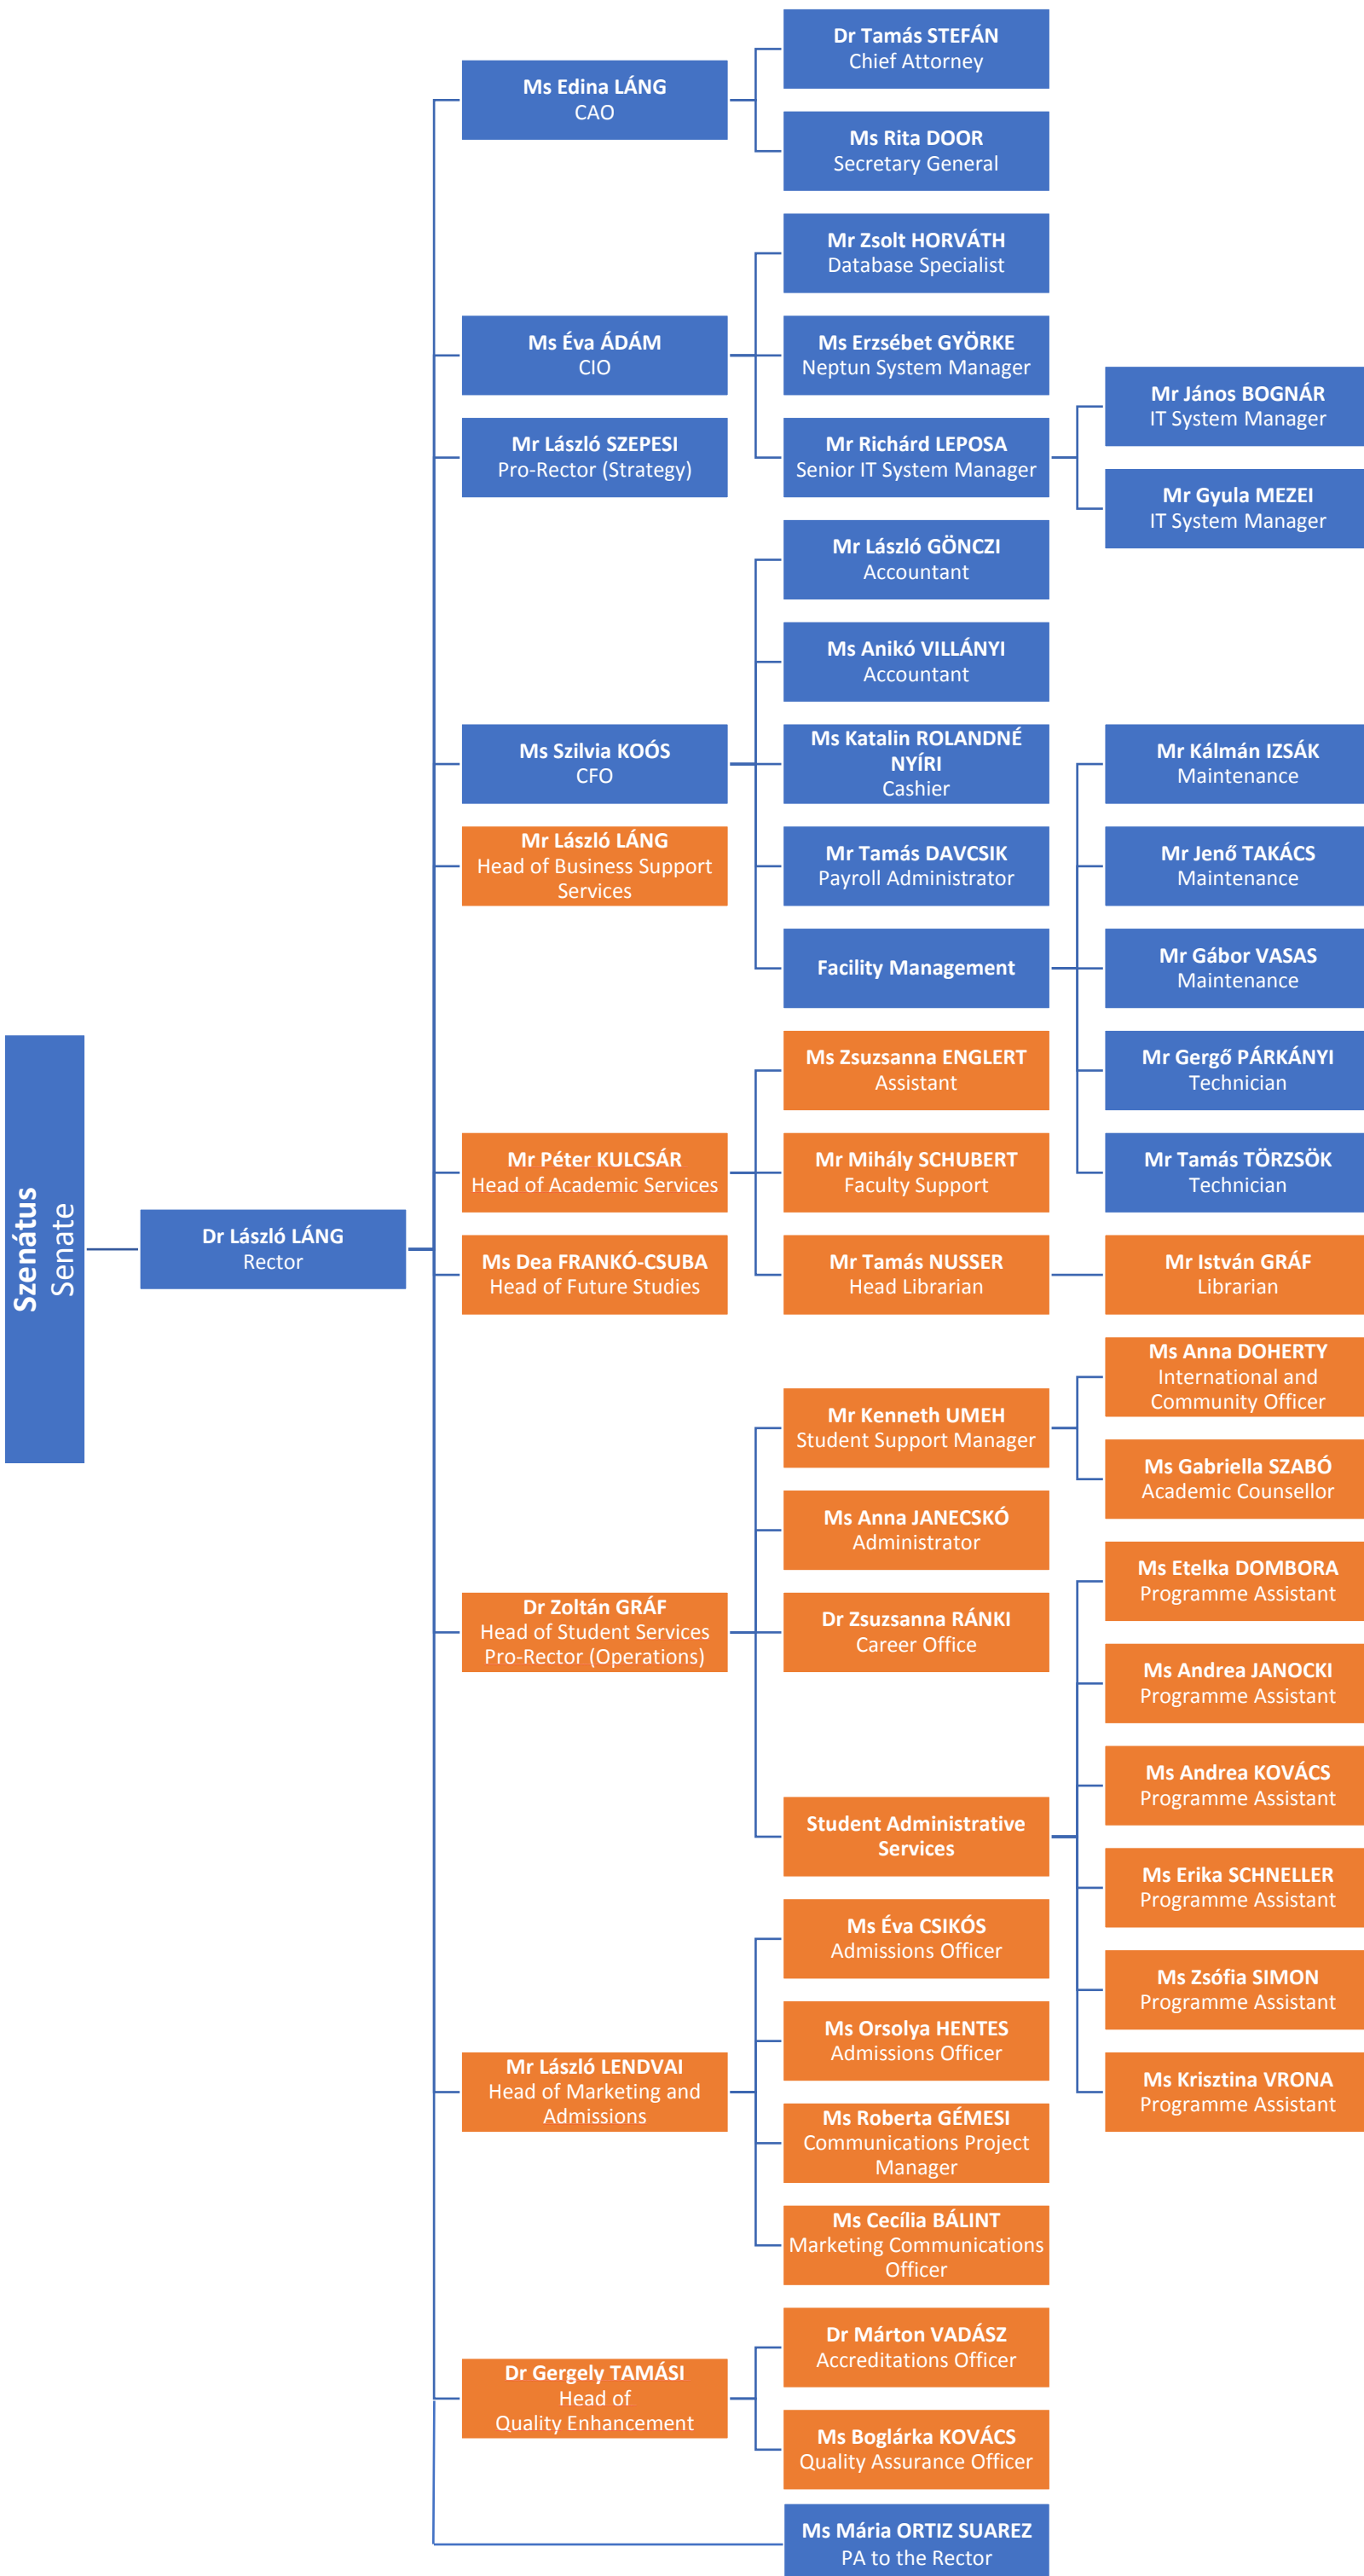 Szenátus
Senate
Dr László LÁNG
Rector
Ms Edina LÁNG
CAO
Dr Tamás STEFÁN
Chief Attorney
Ms Rita DOOR
Secretary General
Ms Éva ÁDÁM
CIO
Mr Zsolt HORVÁTH
Database Specialist
Ms Erzsébet GYÖRKE
Neptun System Manager
Mr Richárd LEPOSA
Senior IT System Manager
Mr János BOGNÁR
IT System Manager
Mr Gyula MEZEI
IT System Manager
Mr László SZEPESI
Pro-Rector (Strategy)
Ms Szilvia KOÓS
CFO
Mr László GÖNCZI
Accountant
Ms Anikó VILLÁNYI
Accountant
Ms Katalin ROLANDNÉ
NYÍRI
Cashier
Mr Tamás DAVCSIK
Payroll Administrator
Facility Management
Mr Kálmán IZSÁK
Maintenance
Mr Jenő TAKÁCS
Maintenance
Mr Gábor VASAS
Maintenance
Mr Gergő PÁRKÁNYI
Technician
Mr Tamás TÖRZSÖK
Technician
Mr László LÁNG
Head of Business Support
Services
Mr Péter KULCSÁR
Head of Academic Services
Ms Zsuzsanna ENGLERT
Assistant
Mr Mihály SCHUBERT
Faculty Support
Mr Tamás NUSSER
Head Librarian
Mr István GRÁF
Librarian
Ms Dea FRANKÓ-CSUBA
Head of Future Studies
Dr Zoltán GRÁF
Head of Student Services
Pro-Rector (Operations)
Mr Kenneth UMEH
Student Support Manager
Ms Anna DOHERTY
International and
Community Officer
Ms Gabriella SZABÓ
Academic Counsellor
Ms Anna JANECSKÓ
Administrator
Dr Zsuzsanna RÁNKI
Career Office
Student Administrative
Services
Ms Etelka DOMBORA
Programme Assistant
Ms Andrea JANOCKI
Programme Assistant
Ms Andrea KOVÁCS
Programme Assistant
Ms Erika SCHNELLER
Programme Assistant
Ms Zsófia SIMON
Programme Assistant
Ms Krisztina VRONA
Programme Assistant
Mr László LENDVAI
Head of Marketing and
Admissions
Ms Éva CSIKÓS
Admissions Officer
Ms Orsolya HENTES
Admissions Officer
Ms Roberta GÉMESI
Communications Project
Manager
Ms Cecília BÁLINT
Marketing Communications
Officer
Dr Gergely TAMÁSI
Head of
Quality Enhancement
Dr Márton VADÁSZ
Accreditations Officer
Ms Boglárka KOVÁCS
Quality Assurance Officer
Ms Mária ORTIZ SUAREZ
PA to the Rector